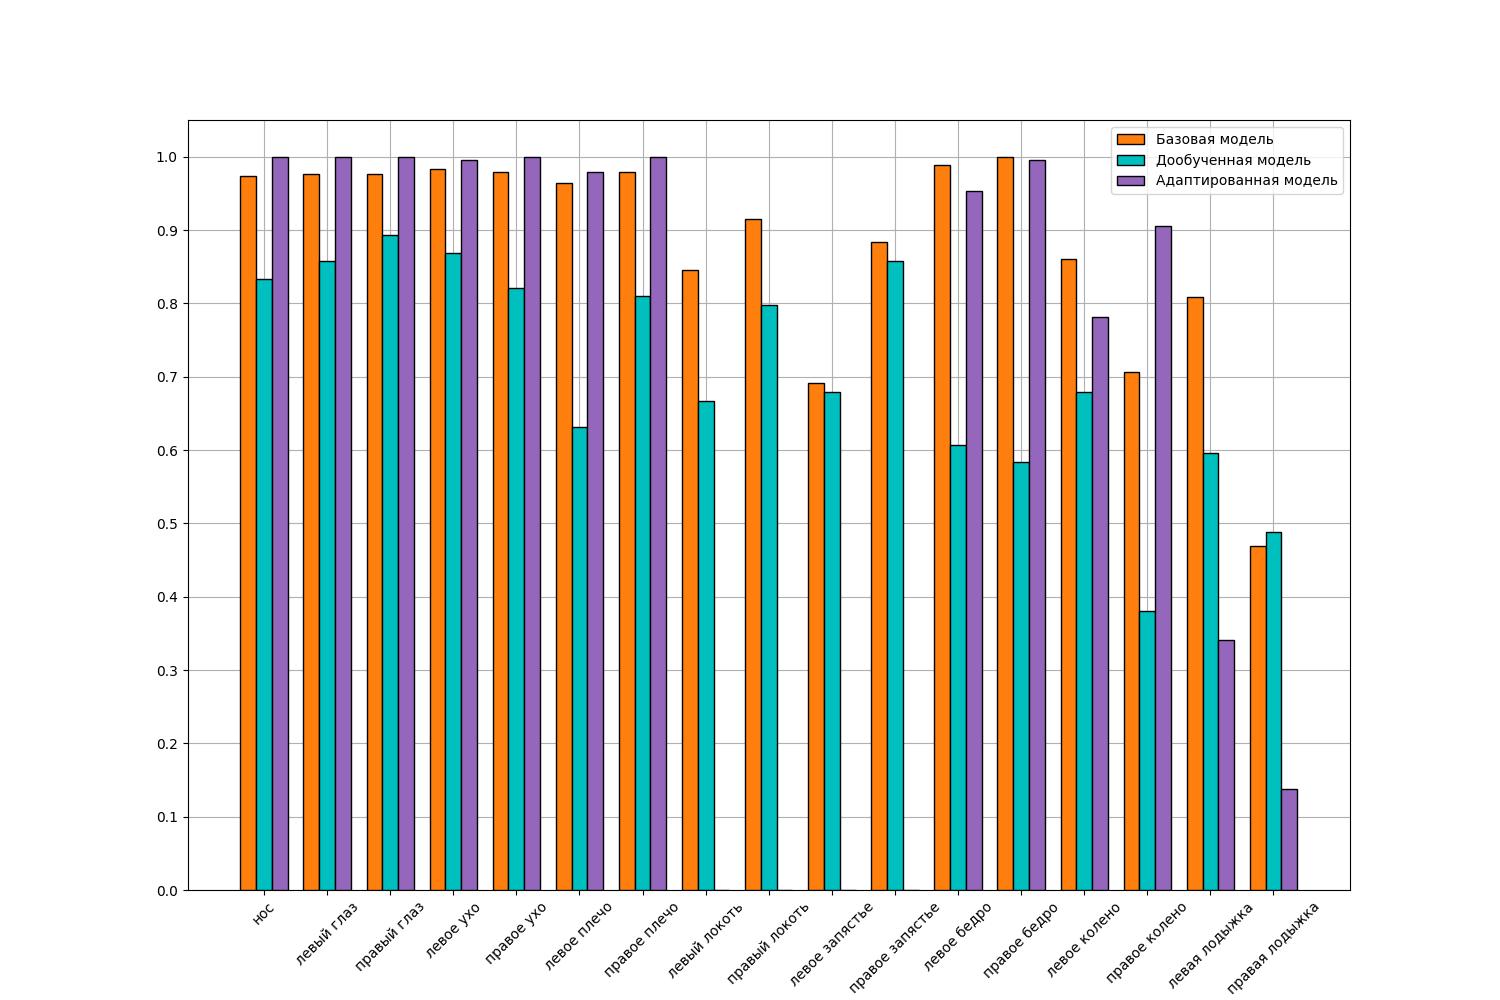 Базовая модель
Дообученная модель
Адаптированная модель
1.0
0.9
0.8
0.7
0.6
0.5
0.4
0.3
0.2
0.1
0.0
нос
левый глаз
правый глаз
левое ухо
правое ухо
левое плечо
правое плечо
левый локоть
правый локоть
левое запястье
правое запястье
левое бедро
правое бедро
левое колено
правое колено
левая лодыжка
правая лодыжка